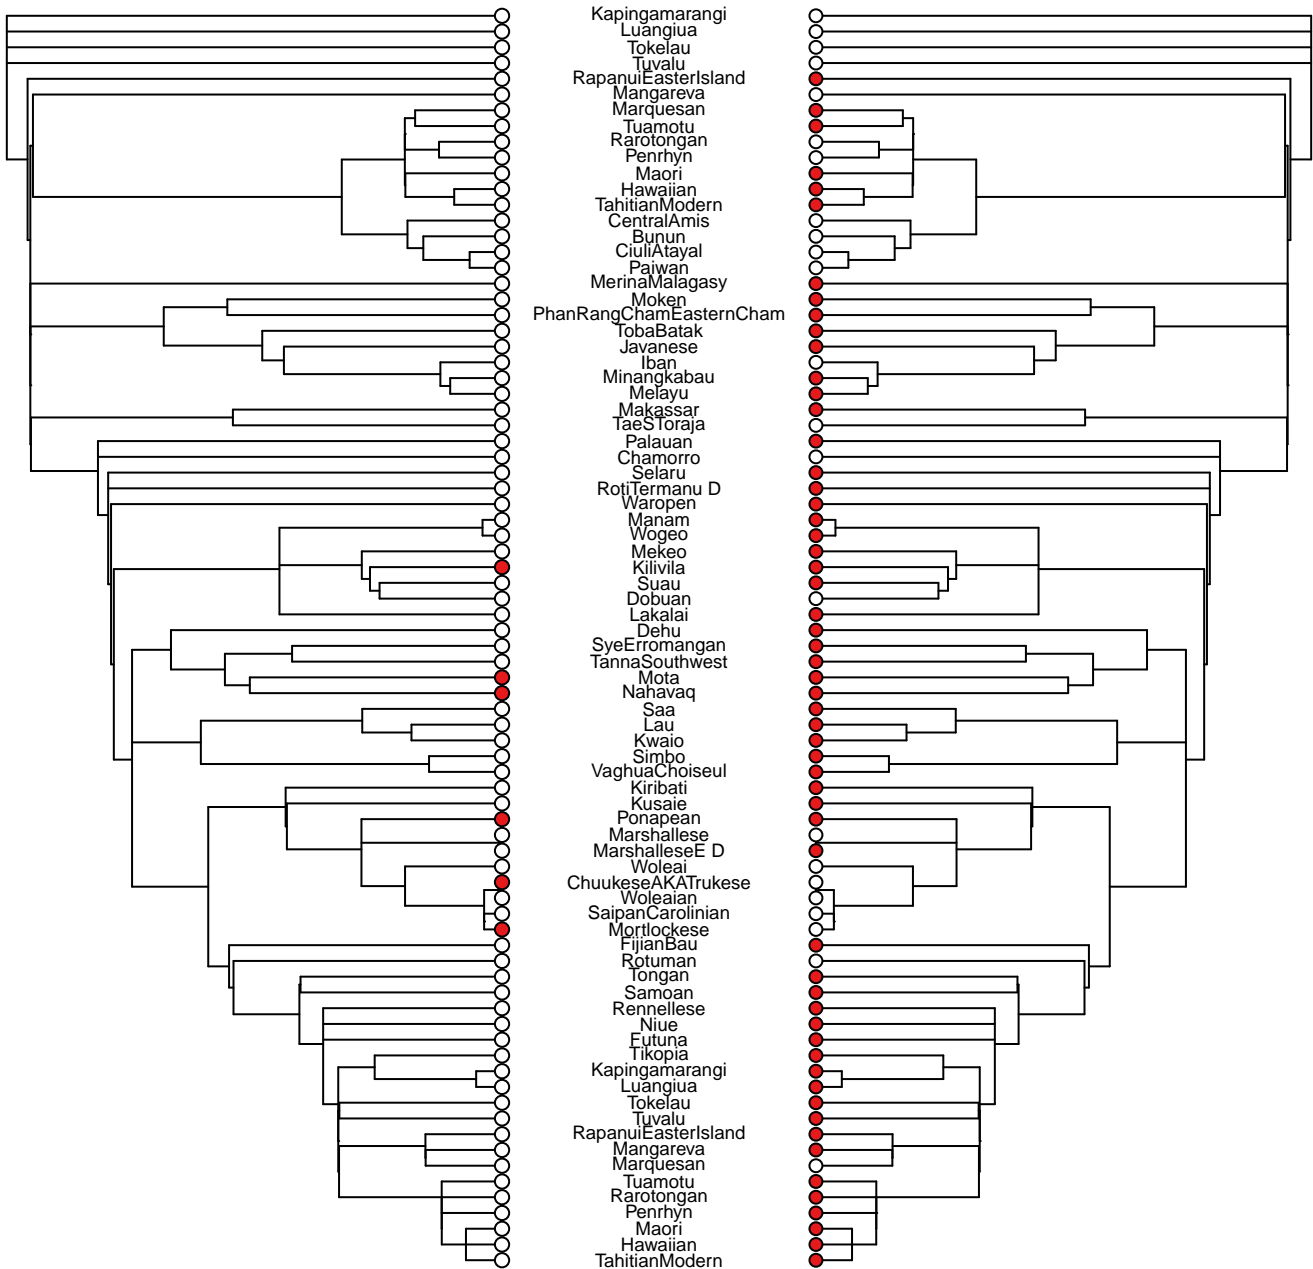 Kapingamarangi
Luangiua
Tokelau
Tuvalu
RapanuiEasterIsland
Mangareva
Marquesan
Tuamotu
Rarotongan
Penrhyn
Maori
Hawaiian
TahitianModern
CentralAmis
Bunun
CiuliAtayal
Paiwan
MerinaMalagasy
Moken
PhanRangChamEasternCham
TobaBatak
Javanese
Iban
Minangkabau
Melayu
Makassar
TaeSToraja
Palauan
Chamorro
Selaru
RotiTermanu D
Waropen
Manam
Wogeo
Mekeo
Kilivila
Suau
Dobuan
Lakalai
Dehu
SyeErromangan
TannaSouthwest
Mota
Nahavaq
Saa
Lau
Kwaio
Simbo
VaghuaChoiseul
Kiribati
Kusaie
Ponapean
Marshallese
MarshalleseE D
Woleai
ChuukeseAKATrukese
Woleaian
SaipanCarolinian
Mortlockese
FijianBau
Rotuman
Tongan
Samoan
Rennellese
Niue
Futuna
Tikopia
Kapingamarangi
Luangiua
Tokelau
Tuvalu
RapanuiEasterIsland
Mangareva
Marquesan
Tuamotu
Rarotongan
Penrhyn
Maori
Hawaiian
TahitianModern